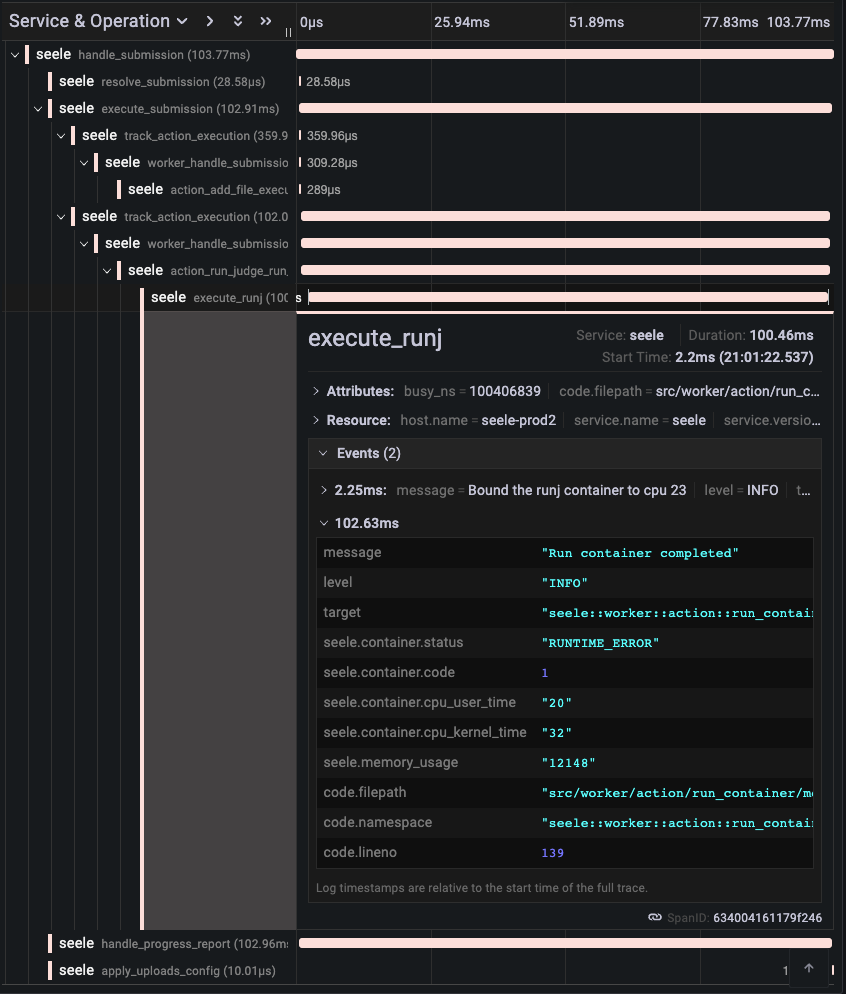 Service & Operation
0μs 25.94ms 51.89ms 77.83ms 103.77ms
seele handle_submission (103.77ms)
seele resolve_submission (28.58μs) 28.58μs
seele execute_submission (102.91ms)
seele track_action_execution (359.9 359.96μs
seele worker_handle_submissio 309.28μs
seele action_add_file_execu 289μs
seele track_action_execution (102.0
seele worker_handle_submissio
seele action_run_judge_run_
seele execute_runj (100 s
execute_runj
Service: seele Duration: 100.46ms
Start Time: 2.2ms (21:01:22.537)
Attributes: busy_ns = 100406839 code.filepath = src/worker/action/run_c...
Resource: host.name = seele-prod2 service.name = seele service.versio...
Events (2)
2.25ms: message = Bound the runj container to cpu 23 level = INFO t...
102.63ms
message "Run container completed"
level "INFO"
target "seele::worker::action::run_contai
seele.container.status "RUNTIME_ERROR"
seele.container.code 1
seele.container.cpu_user_time "20"
seele.container.cpu_kernel_time "32"
seele.memory_usage "12148"
code.filepath "src/worker/action/run_container/m
code.namespace "seele::worker::action::run_contai
code.lineno 139
Log timestamps are relative to the start time of the full trace.
SpanID: 634004161179f246
seele handle_progress_report (102.96m
seele apply_uploads_config (10.01μs) 1